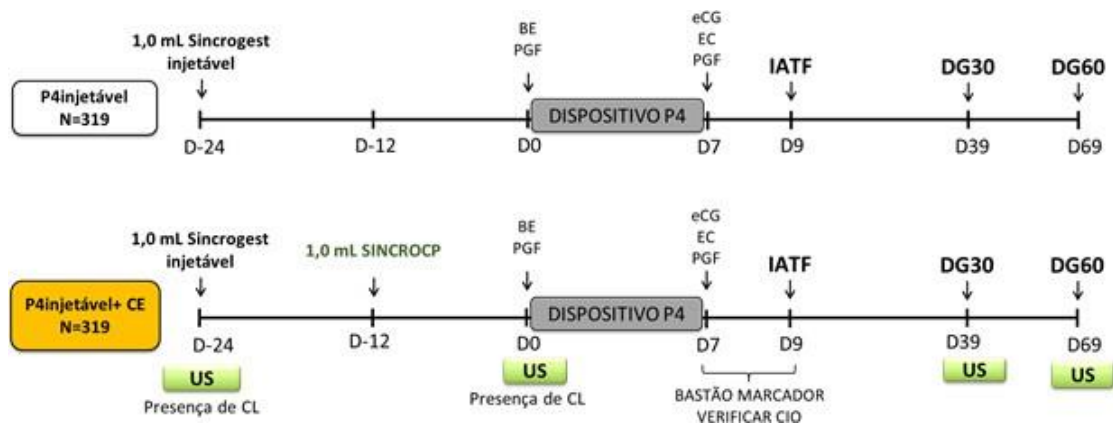 1,0 mL Sincrogest
injetável
BE
PGF
eCG
EC
PGF
IATF
DG30
DG60
P4injetável
N=319
DISPOSITIVO P4
D-24
D-12
D0
D7
D9
D39
D69
1,0 mL Sincrogest
injetável
1,0 mL SINCROCP
BE
PGF
eCG
EC
PGF
IATF
DG30
DG60
P4injetável+ CE
N=319
DISPOSITIVO P4
D-24
D-12
D0
D7
D9
D39
D69
US
US
US
US
Presença de CL
Presença de CL
BASTÃO MARCADOR
VERIFICAR CIO